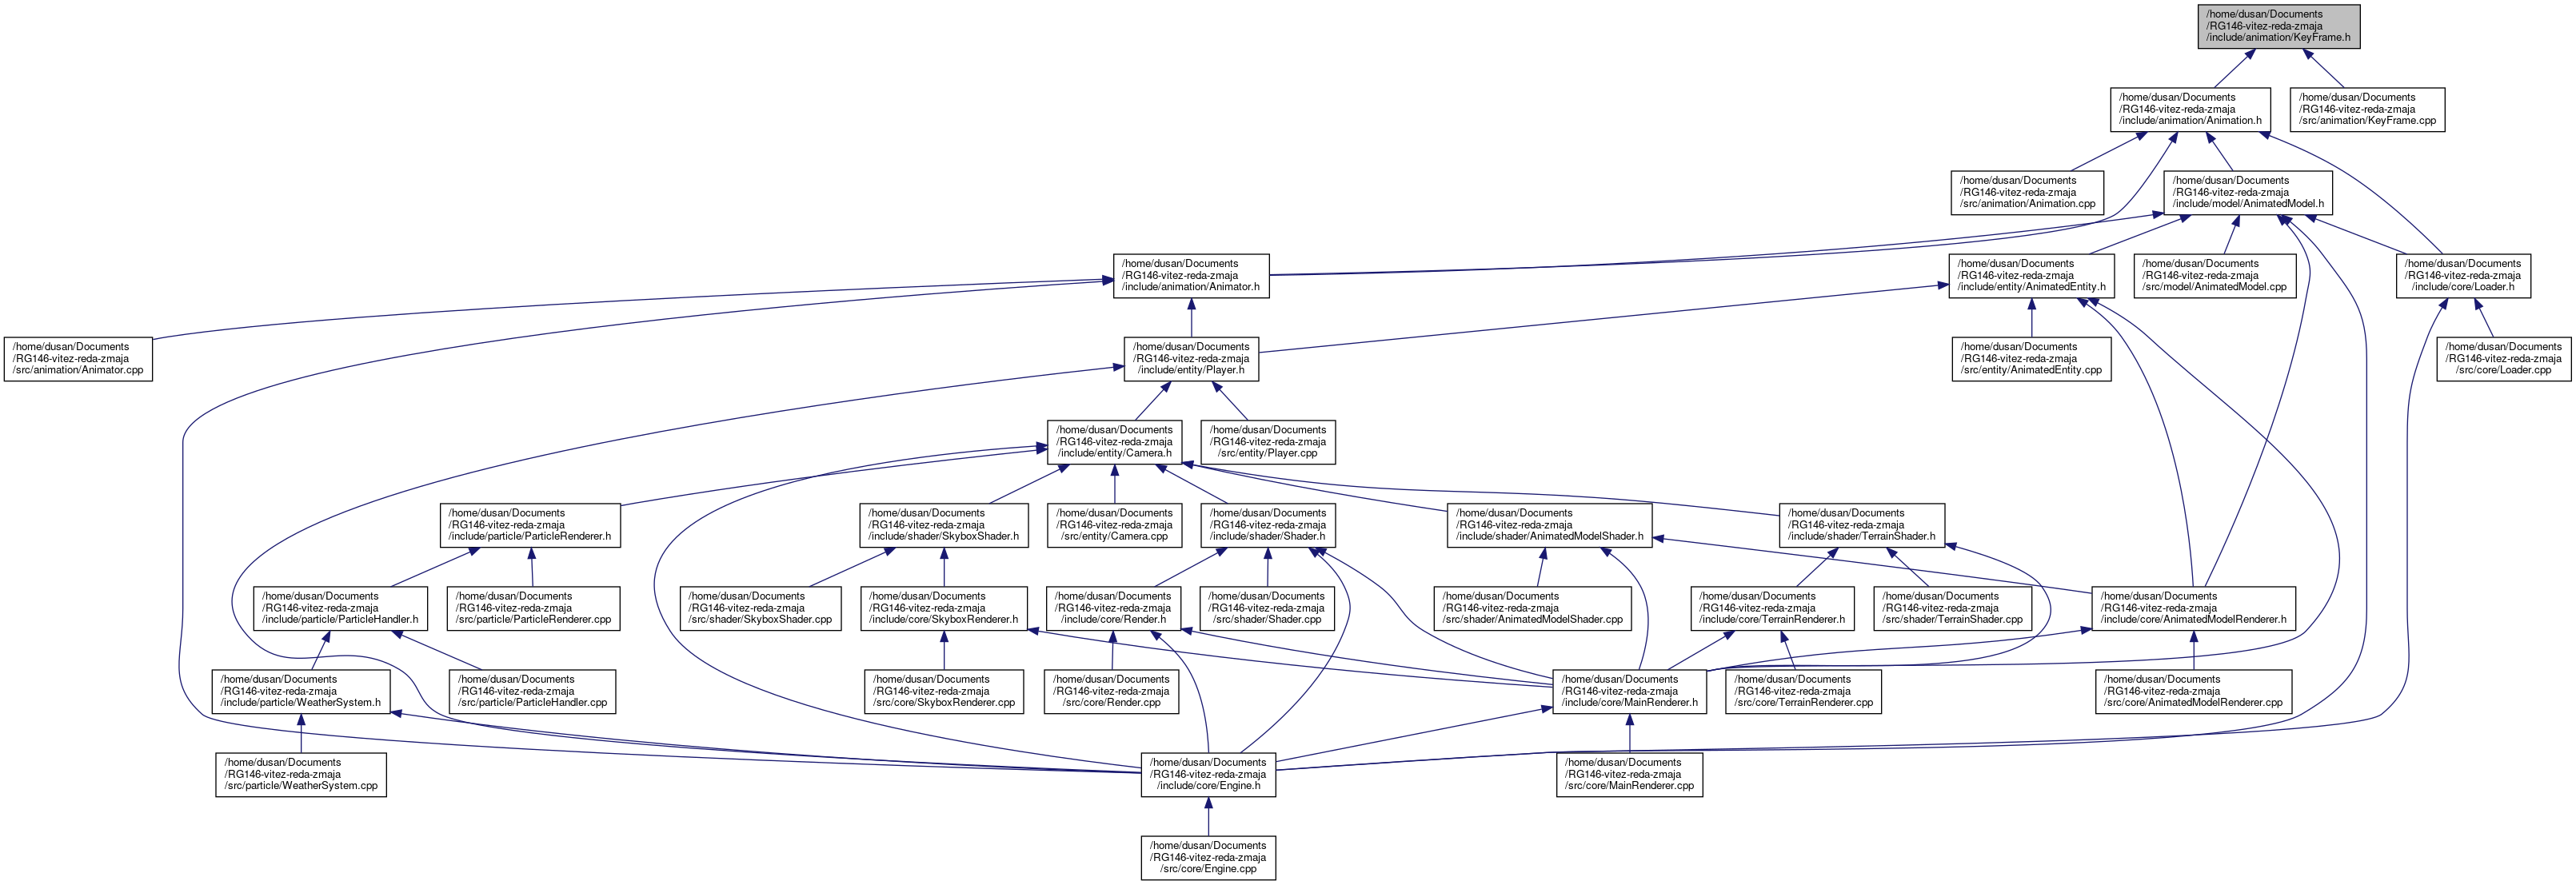 /home/dusan/Documents
/RG146-vitez-reda-zmaja
/include/animation/KeyFrame.h
/home/dusan/Documents
/RG146-vitez-reda-zmaja
/include/animation/Animation.h
/home/dusan/Documents
/RG146-vitez-reda-zmaja
/src/animation/KeyFrame.cpp
/home/dusan/Documents
/RG146-vitez-reda-zmaja
/src/animation/Animation.cpp
/home/dusan/Documents
/RG146-vitez-reda-zmaja
/include/model/AnimatedModel.h
/home/dusan/Documents
/RG146-vitez-reda-zmaja
/include/animation/Animator.h
/home/dusan/Documents
/RG146-vitez-reda-zmaja
/include/entity/AnimatedEntity.h
/home/dusan/Documents
/RG146-vitez-reda-zmaja
/src/model/AnimatedModel.cpp
/home/dusan/Documents
/RG146-vitez-reda-zmaja
/include/core/Loader.h
/home/dusan/Documents
/RG146-vitez-reda-zmaja
/src/animation/Animator.cpp
/home/dusan/Documents
/RG146-vitez-reda-zmaja
/include/entity/Player.h
/home/dusan/Documents
/RG146-vitez-reda-zmaja
/src/entity/AnimatedEntity.cpp
/home/dusan/Documents
/RG146-vitez-reda-zmaja
/src/core/Loader.cpp
/home/dusan/Documents
/RG146-vitez-reda-zmaja
/include/entity/Camera.h
/home/dusan/Documents
/RG146-vitez-reda-zmaja
/src/entity/Player.cpp
/home/dusan/Documents
/RG146-vitez-reda-zmaja
/include/particle/ParticleRenderer.h
/home/dusan/Documents
/RG146-vitez-reda-zmaja
/include/shader/SkyboxShader.h
/home/dusan/Documents
/RG146-vitez-reda-zmaja
/src/entity/Camera.cpp
/home/dusan/Documents
/RG146-vitez-reda-zmaja
/include/shader/Shader.h
/home/dusan/Documents
/RG146-vitez-reda-zmaja
/include/shader/AnimatedModelShader.h
/home/dusan/Documents
/RG146-vitez-reda-zmaja
/include/shader/TerrainShader.h
/home/dusan/Documents
/RG146-vitez-reda-zmaja
/include/particle/ParticleHandler.h
/home/dusan/Documents
/RG146-vitez-reda-zmaja
/src/particle/ParticleRenderer.cpp
/home/dusan/Documents
/RG146-vitez-reda-zmaja
/src/shader/SkyboxShader.cpp
/home/dusan/Documents
/RG146-vitez-reda-zmaja
/include/core/SkyboxRenderer.h
/home/dusan/Documents
/RG146-vitez-reda-zmaja
/include/core/Render.h
/home/dusan/Documents
/RG146-vitez-reda-zmaja
/src/shader/Shader.cpp
/home/dusan/Documents
/RG146-vitez-reda-zmaja
/src/shader/AnimatedModelShader.cpp
/home/dusan/Documents
/RG146-vitez-reda-zmaja
/include/core/TerrainRenderer.h
/home/dusan/Documents
/RG146-vitez-reda-zmaja
/src/shader/TerrainShader.cpp
/home/dusan/Documents
/RG146-vitez-reda-zmaja
/include/core/AnimatedModelRenderer.h
/home/dusan/Documents
/RG146-vitez-reda-zmaja
/include/particle/WeatherSystem.h
/home/dusan/Documents
/RG146-vitez-reda-zmaja
/src/particle/ParticleHandler.cpp
/home/dusan/Documents
/RG146-vitez-reda-zmaja
/src/core/SkyboxRenderer.cpp
/home/dusan/Documents
/RG146-vitez-reda-zmaja
/src/core/Render.cpp
/home/dusan/Documents
/RG146-vitez-reda-zmaja
/include/core/MainRenderer.h
/home/dusan/Documents
/RG146-vitez-reda-zmaja
/src/core/TerrainRenderer.cpp
/home/dusan/Documents
/RG146-vitez-reda-zmaja
/src/core/AnimatedModelRenderer.cpp
/home/dusan/Documents
/RG146-vitez-reda-zmaja
/src/particle/WeatherSystem.cpp
/home/dusan/Documents
/RG146-vitez-reda-zmaja
/include/core/Engine.h
/home/dusan/Documents
/RG146-vitez-reda-zmaja
/src/core/MainRenderer.cpp
/home/dusan/Documents
/RG146-vitez-reda-zmaja
/src/core/Engine.cpp